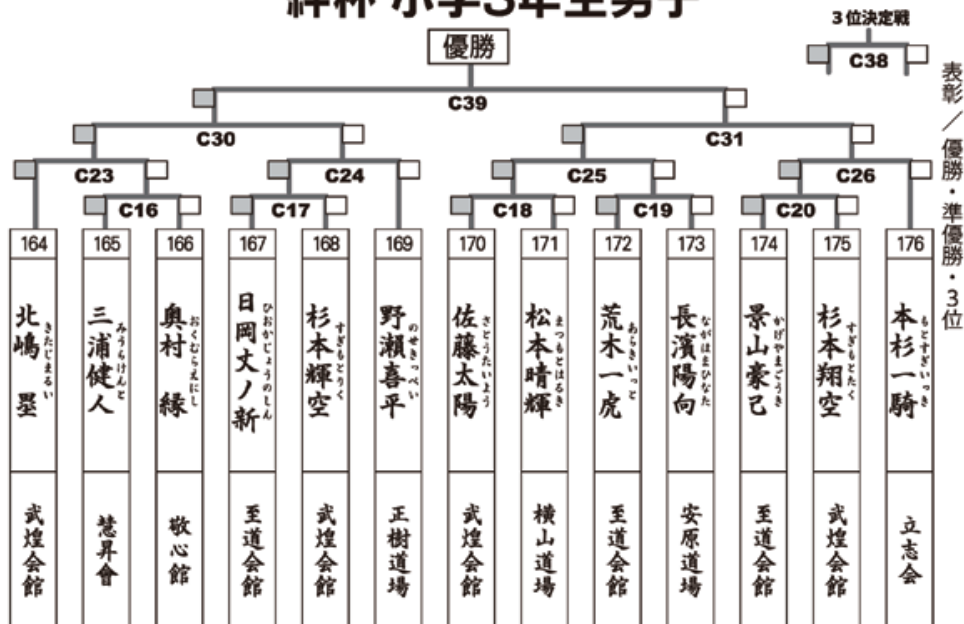 小学3年生男子
3位決定戦
C38
優勝
C39
C30
C31
C23
C24
C25
C26
C16
C17
C18
C19
C20
表彰／優勝・準優勝・3位
164
北嶋 塁
きたじまるい
武煌会館
165
三浦健人
みうらけんと
慧昇會
166
奥村 縁
おくむらえにし
敬心館
167
日岡丈ノ新
ひおかじょうのしん
至道会館
168
杉本輝空
すぎもとりく
武煌会館
169
野瀬喜平
のせきっぺい
正樹道場
170
佐藤太陽
さとうたいよう
武煌会館
171
松本晴輝
まつもとはるき
横山道場
172
荒木一虎
あらきいっと
至道会館
173
長濱陽向
ながはまひなた
安原道場
174
景山豪己
かげやまごうき
至道会館
175
杉本翔空
すぎもとたく
武煌会館
176
本杉一騎
もとすぎいっき
立志会